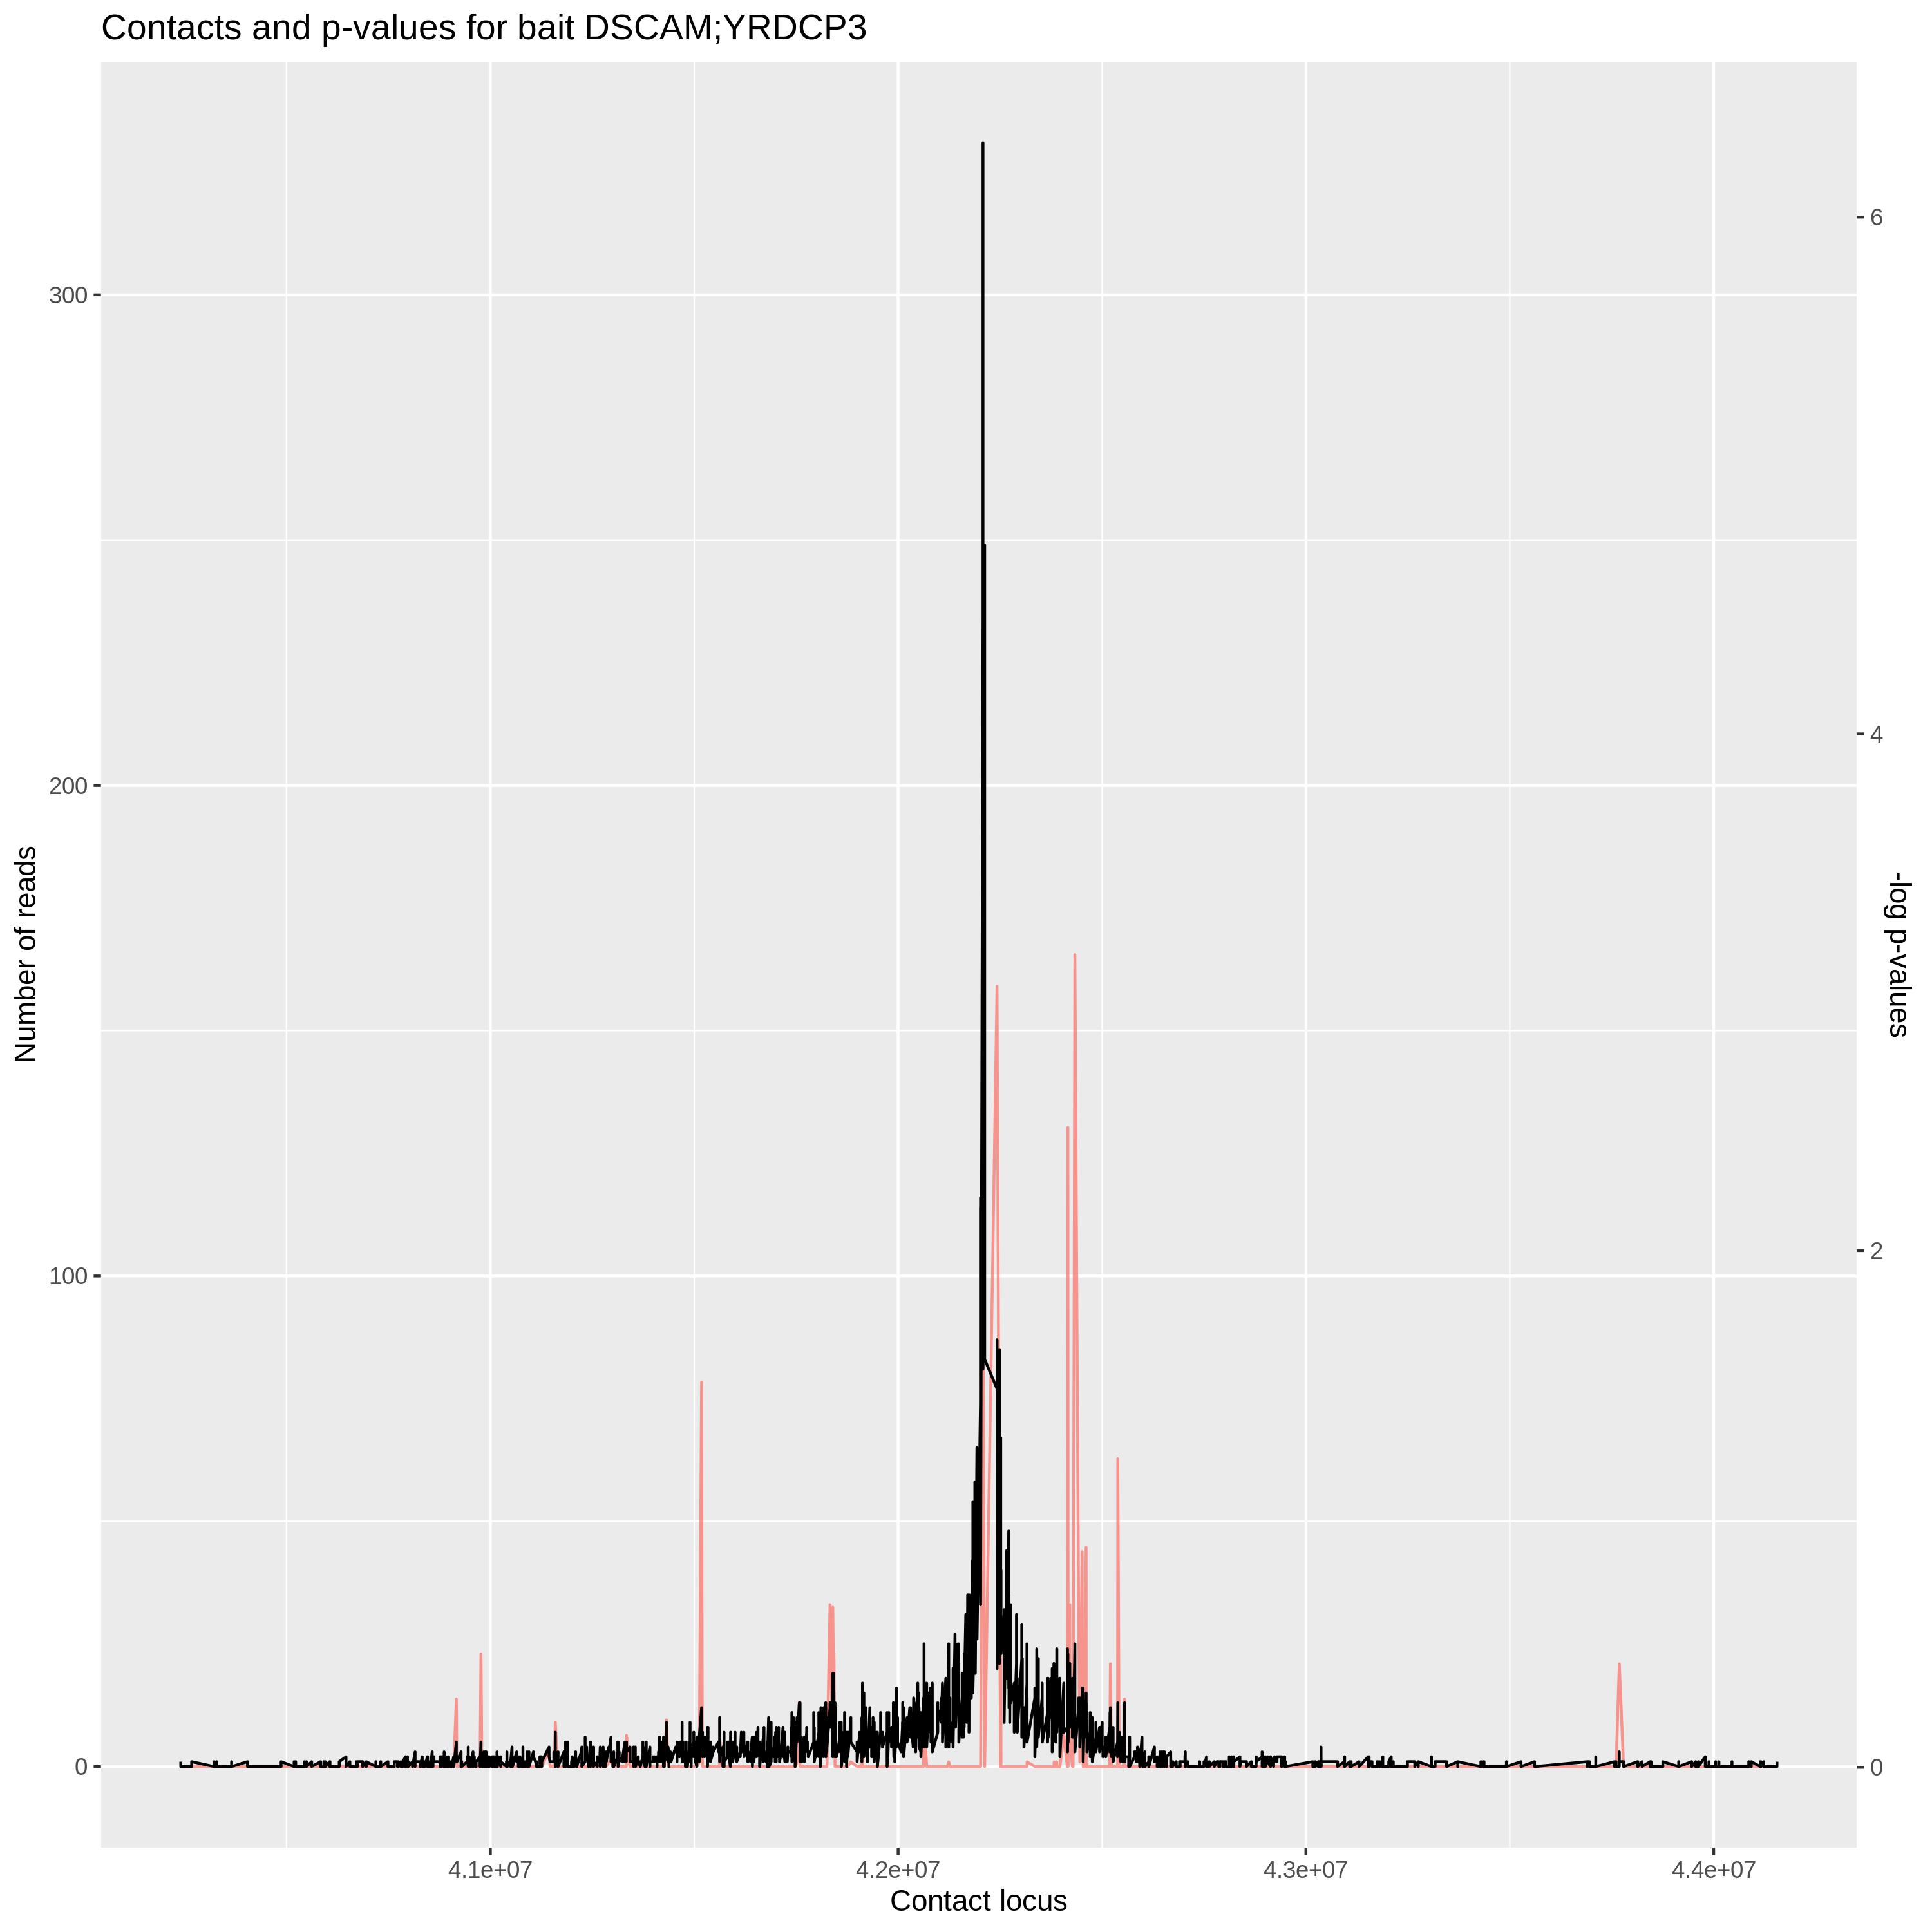 Contacts and p-values for bait DSCAM;YRDCP3
Number of reads
300
200
100
0
6
4
2
0
-log p-values
4.1e+07
4.2e+07
4.3e+07
4.4e+07
Contact locus